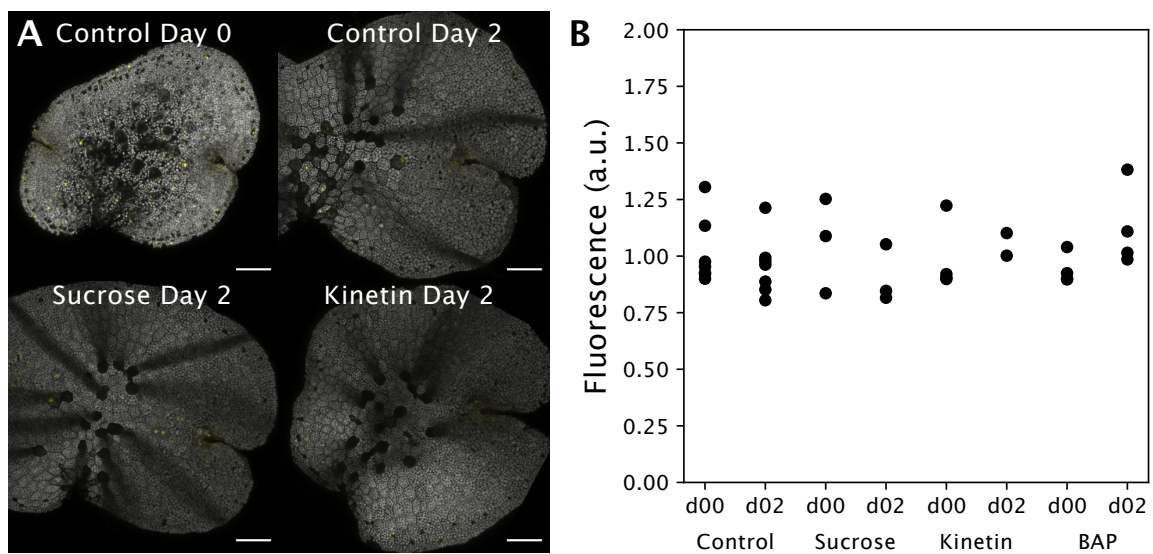 A Control Day 0 Control Day 2
Sucrose Day 2 Kinetin Day 2
B
Fluorescence (a.u.)
2.00
1.75
1.50
1.25
1.00
0.75
0.50
0.25
0.00
d00 d02 d00 d02 d00 d02 d00 d02
Control Sucrose Kinetin BAP